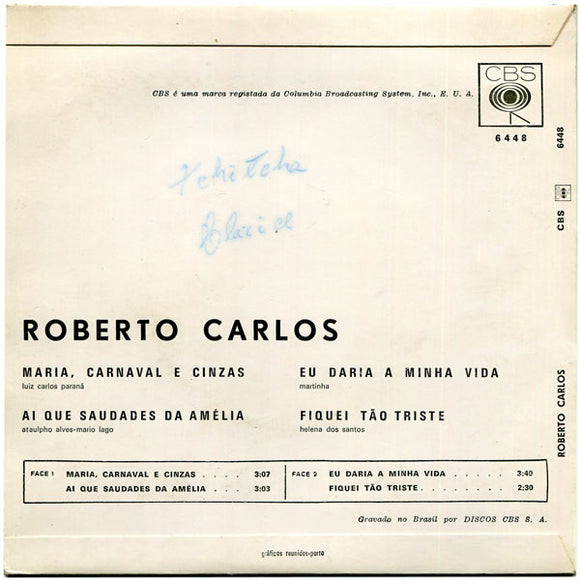 CBS é uma marca registada da Columbia Broadcasting System, Inc., E. U. A.
CBS
6448
ROBERTO CARLOS
MARIA, CARNAVAL E CINZAS
luiz carlos paraná
AI QUE SAUDADES DA AMÉLIA
ataulpho alves-mario lago
EU DARIA A MINHA VIDA
martinha
FIQUEI TÃO TRISTE
helena dos santos
FACE 1 MARIA, CARNAVAL E CINZAS . . . . 3:07
AI QUE SAUDADES DA AMÉLIA . . . 3:03
FACE 2 EU DARIA A MINHA VIDA . . . . . 3:40
FIQUEI TÃO TRISTE . . . . . . . . 2:30
Gravado no Brasil por DISCOS CBS S. A.
gráficos reunidos-porto
6448
CBS
ROBERTO CARLOS